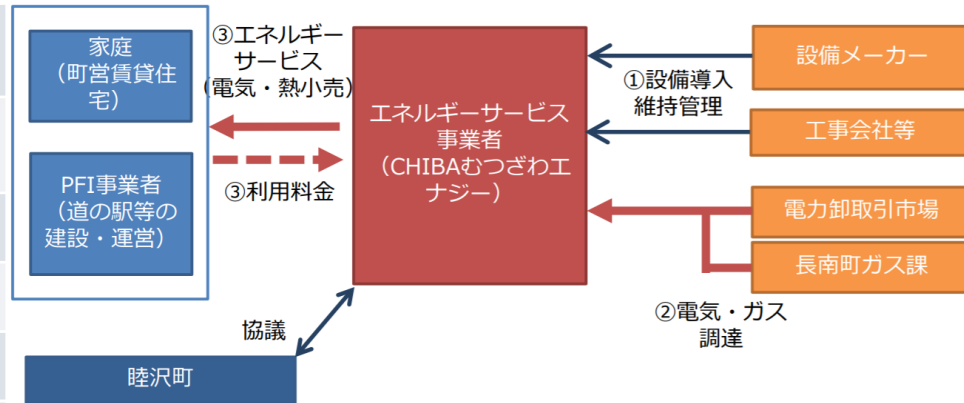 家庭
（町営賃貸住
宅）
PFI事業者
（道の駅等の
建設・運営）
③エネルギー
サービス
(電気・熱小売)
③利用料金
協議
睦沢町
エネルギーサービス
事業者
（CHIBAむつざわエ
ナジー）
①設備導入
維持管理
②電気・ガス
調達
設備メーカー
工事会社等
電力卸取引市場
長南町ガス課